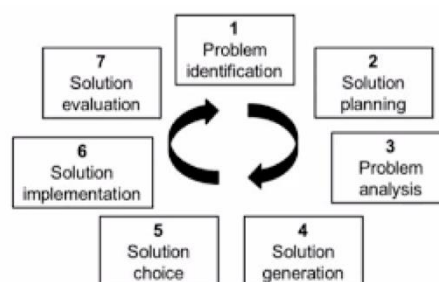 1
Problem
identification
2
Solution
planning
3
Problem
analysis
4
Solution
generation
5
Solution
choice
6
Solution
implementation
7
Solution
evaluation